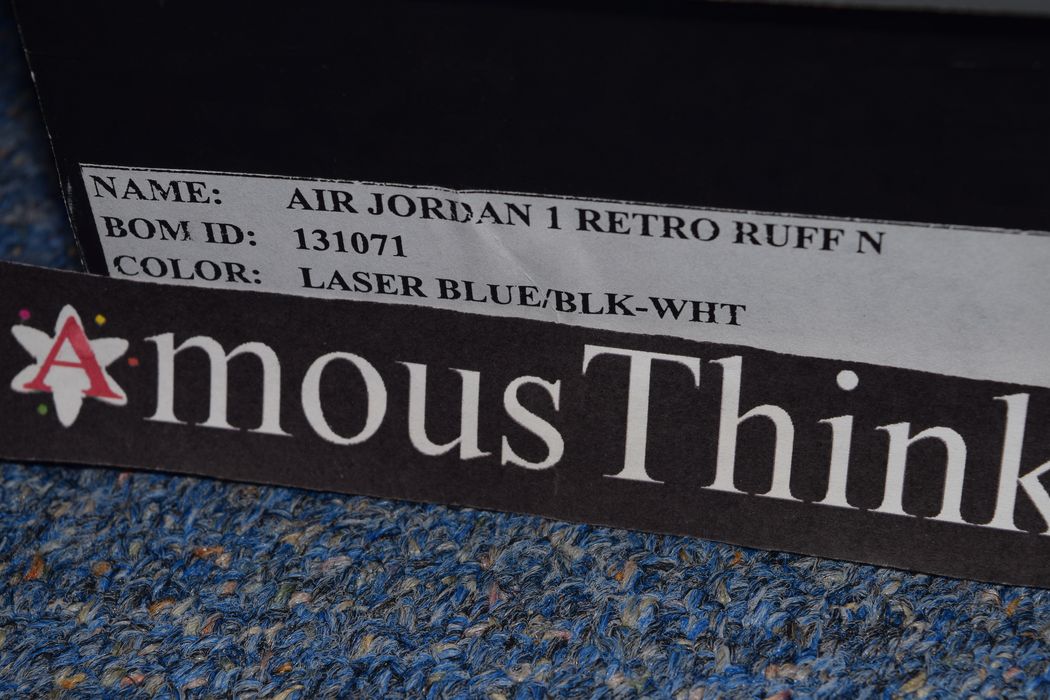 NAME: AIR JORDAN 1 RETRO RUFF N
BOM ID: 131071
COLOR: LASER BLUE/BLK-WHT
AmousThink